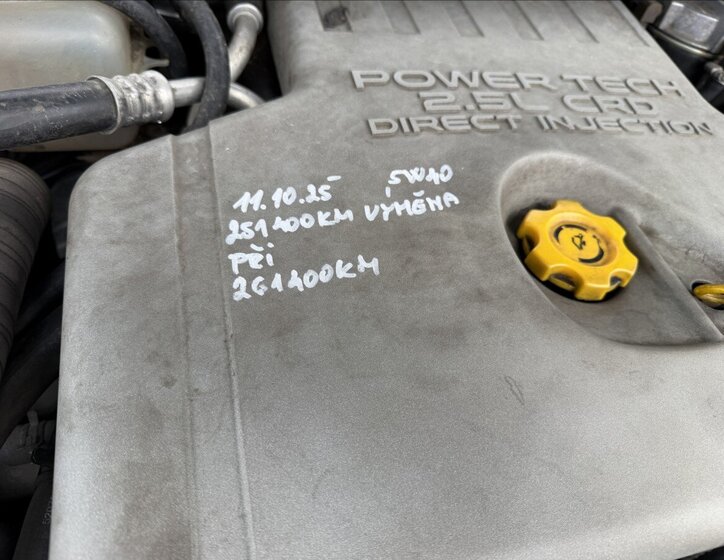 POWER TECH
2.5L CRD
DIRECT INJECTION
11.10.25 5W40
251400KM VÝMĚNA
PŘI
261400KM